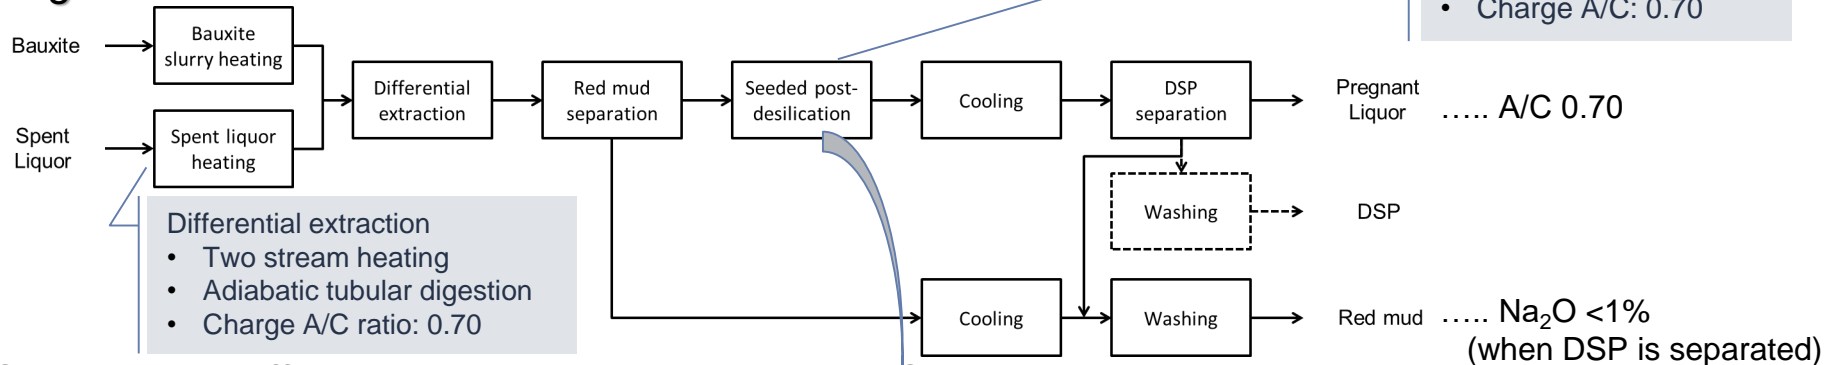 • Charge A/C: 0.70
Bauxite
Bauxite
slurry heating
Spent
Liquor
Spent liquor
heating
Differential
extraction
Red mud
separation
Seeded post-
desilication
Cooling
DSP
separation
Pregnant
Liquor
….. A/C 0.70
Washing
DSP
Differential extraction
• Two stream heating
• Adiabatic tubular digestion
• Charge A/C ratio: 0.70
Cooling
Washing
Red mud
….. Na₂O <1%
(when DSP is separated)